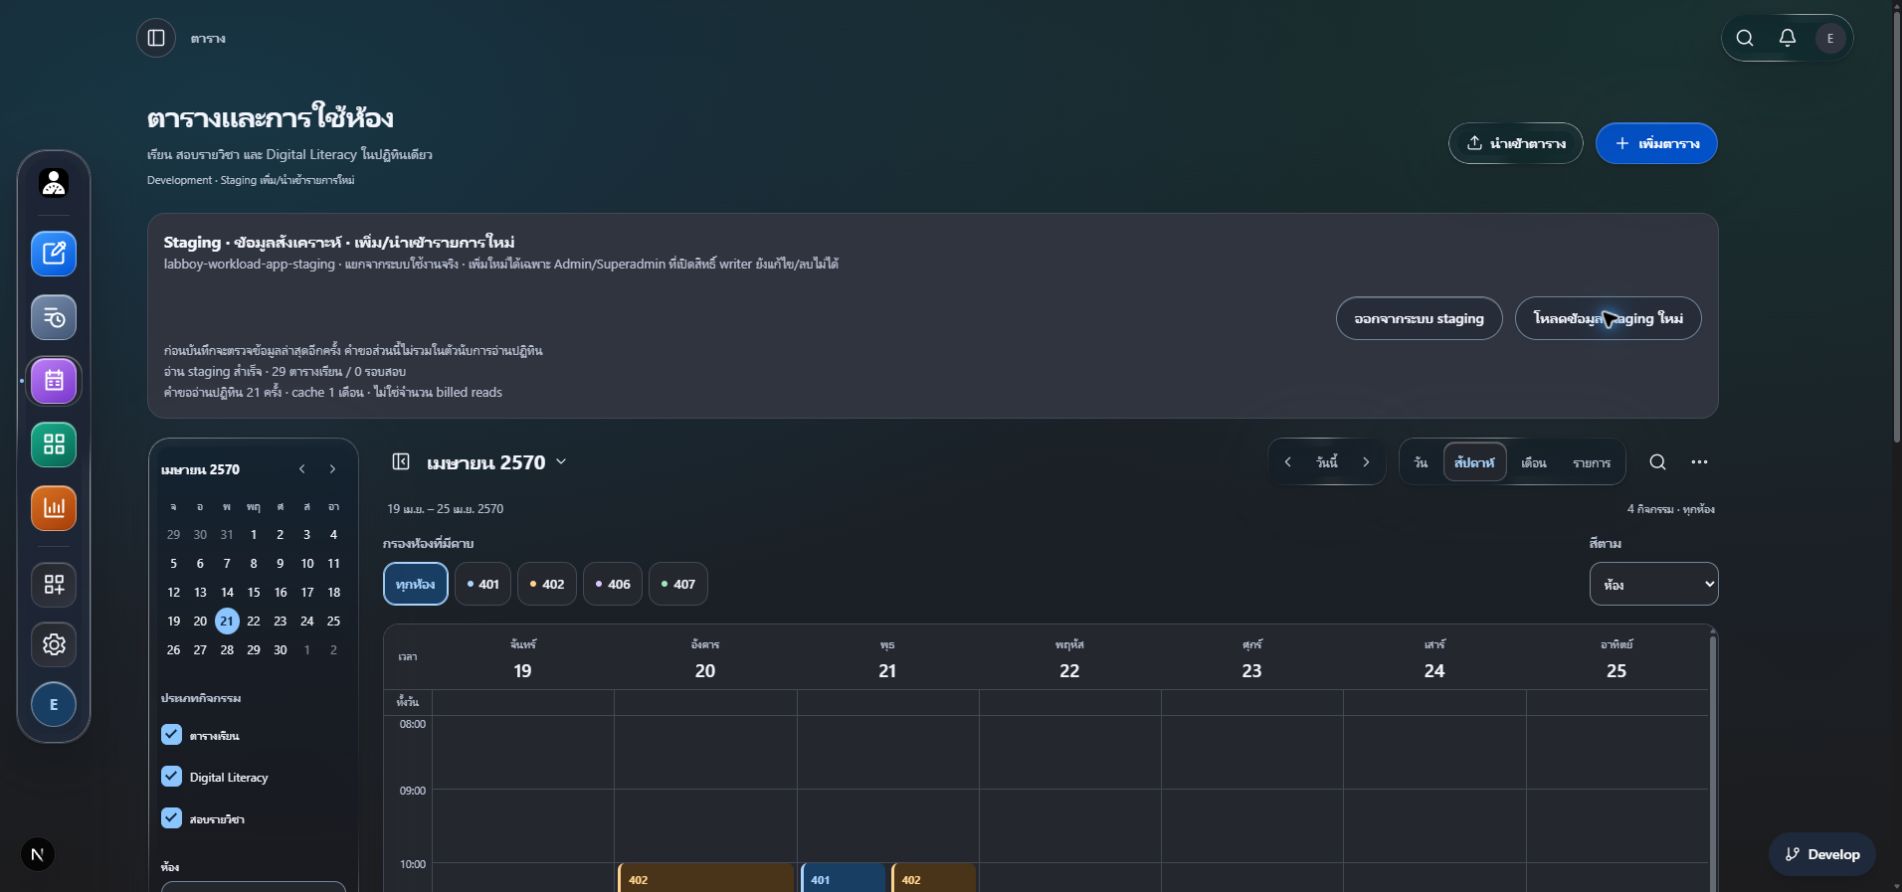 ตาราง
E
ตารางและการใช้ห้อง
เรียน สอบรายวิชา และ Digital Literacy ในปฏิทินเดียว
Development · Staging เพิ่ม/นำเข้ารายการใหม่
นำเข้าตาราง
เพิ่มตาราง
Staging · ข้อมูลสังเคราะห์ · เพิ่ม/นำเข้ารายการใหม่
labboy-workload-app-staging · แยกจากระบบใช้งานจริง · เพิ่มใหม่ได้เฉพาะ Admin/Superadmin ที่เปิดสิทธิ์ writer ยังแก้ไข/ลบไม่ได้
ออกจากระบบ staging
โหลดข้อมูล staging ใหม่
ก่อนบันทึกจะตรวจข้อมูลล่าสุดอีกครั้ง คำขอส่วนนี้ไม่รวมในตัวนับการอ่านปฏิทิน
อ่าน staging สำเร็จ · 29 ตารางเรียน / 0 รอบสอบ
คำขออ่านปฏิทิน 21 ครั้ง · cache 1 เดือน · ไม่ใช่จำนวน billed reads
เมษายน 2570
จ อ พ พฤ ศ ส อา
29 30 31 1 2 3 4
5 6 7 8 9 10 11
12 13 14 15 16 17 18
19 20 21 22 23 24 25
26 27 28 29 30 1 2
ประเภทกิจกรรม
ตารางเรียน
Digital Literacy
สอบรายวิชา
ห้อง
E
N
เมษายน 2570
วันนี้
วัน สัปดาห์ เดือน รายการ
19 เม.ย. – 25 เม.ย. 2570
4 กิจกรรม · ทุกห้อง
กรองห้องที่มีคาบ
สีตาม
ทุกห้อง 401 402 406 407
ห้อง
เวลา จันทร์ อังคาร พุธ พฤหัส ศุกร์ เสาร์ อาทิตย์
19 20 21 22 23 24 25
ทั้งวัน
08:00
09:00
10:00
402 401 402
Develop